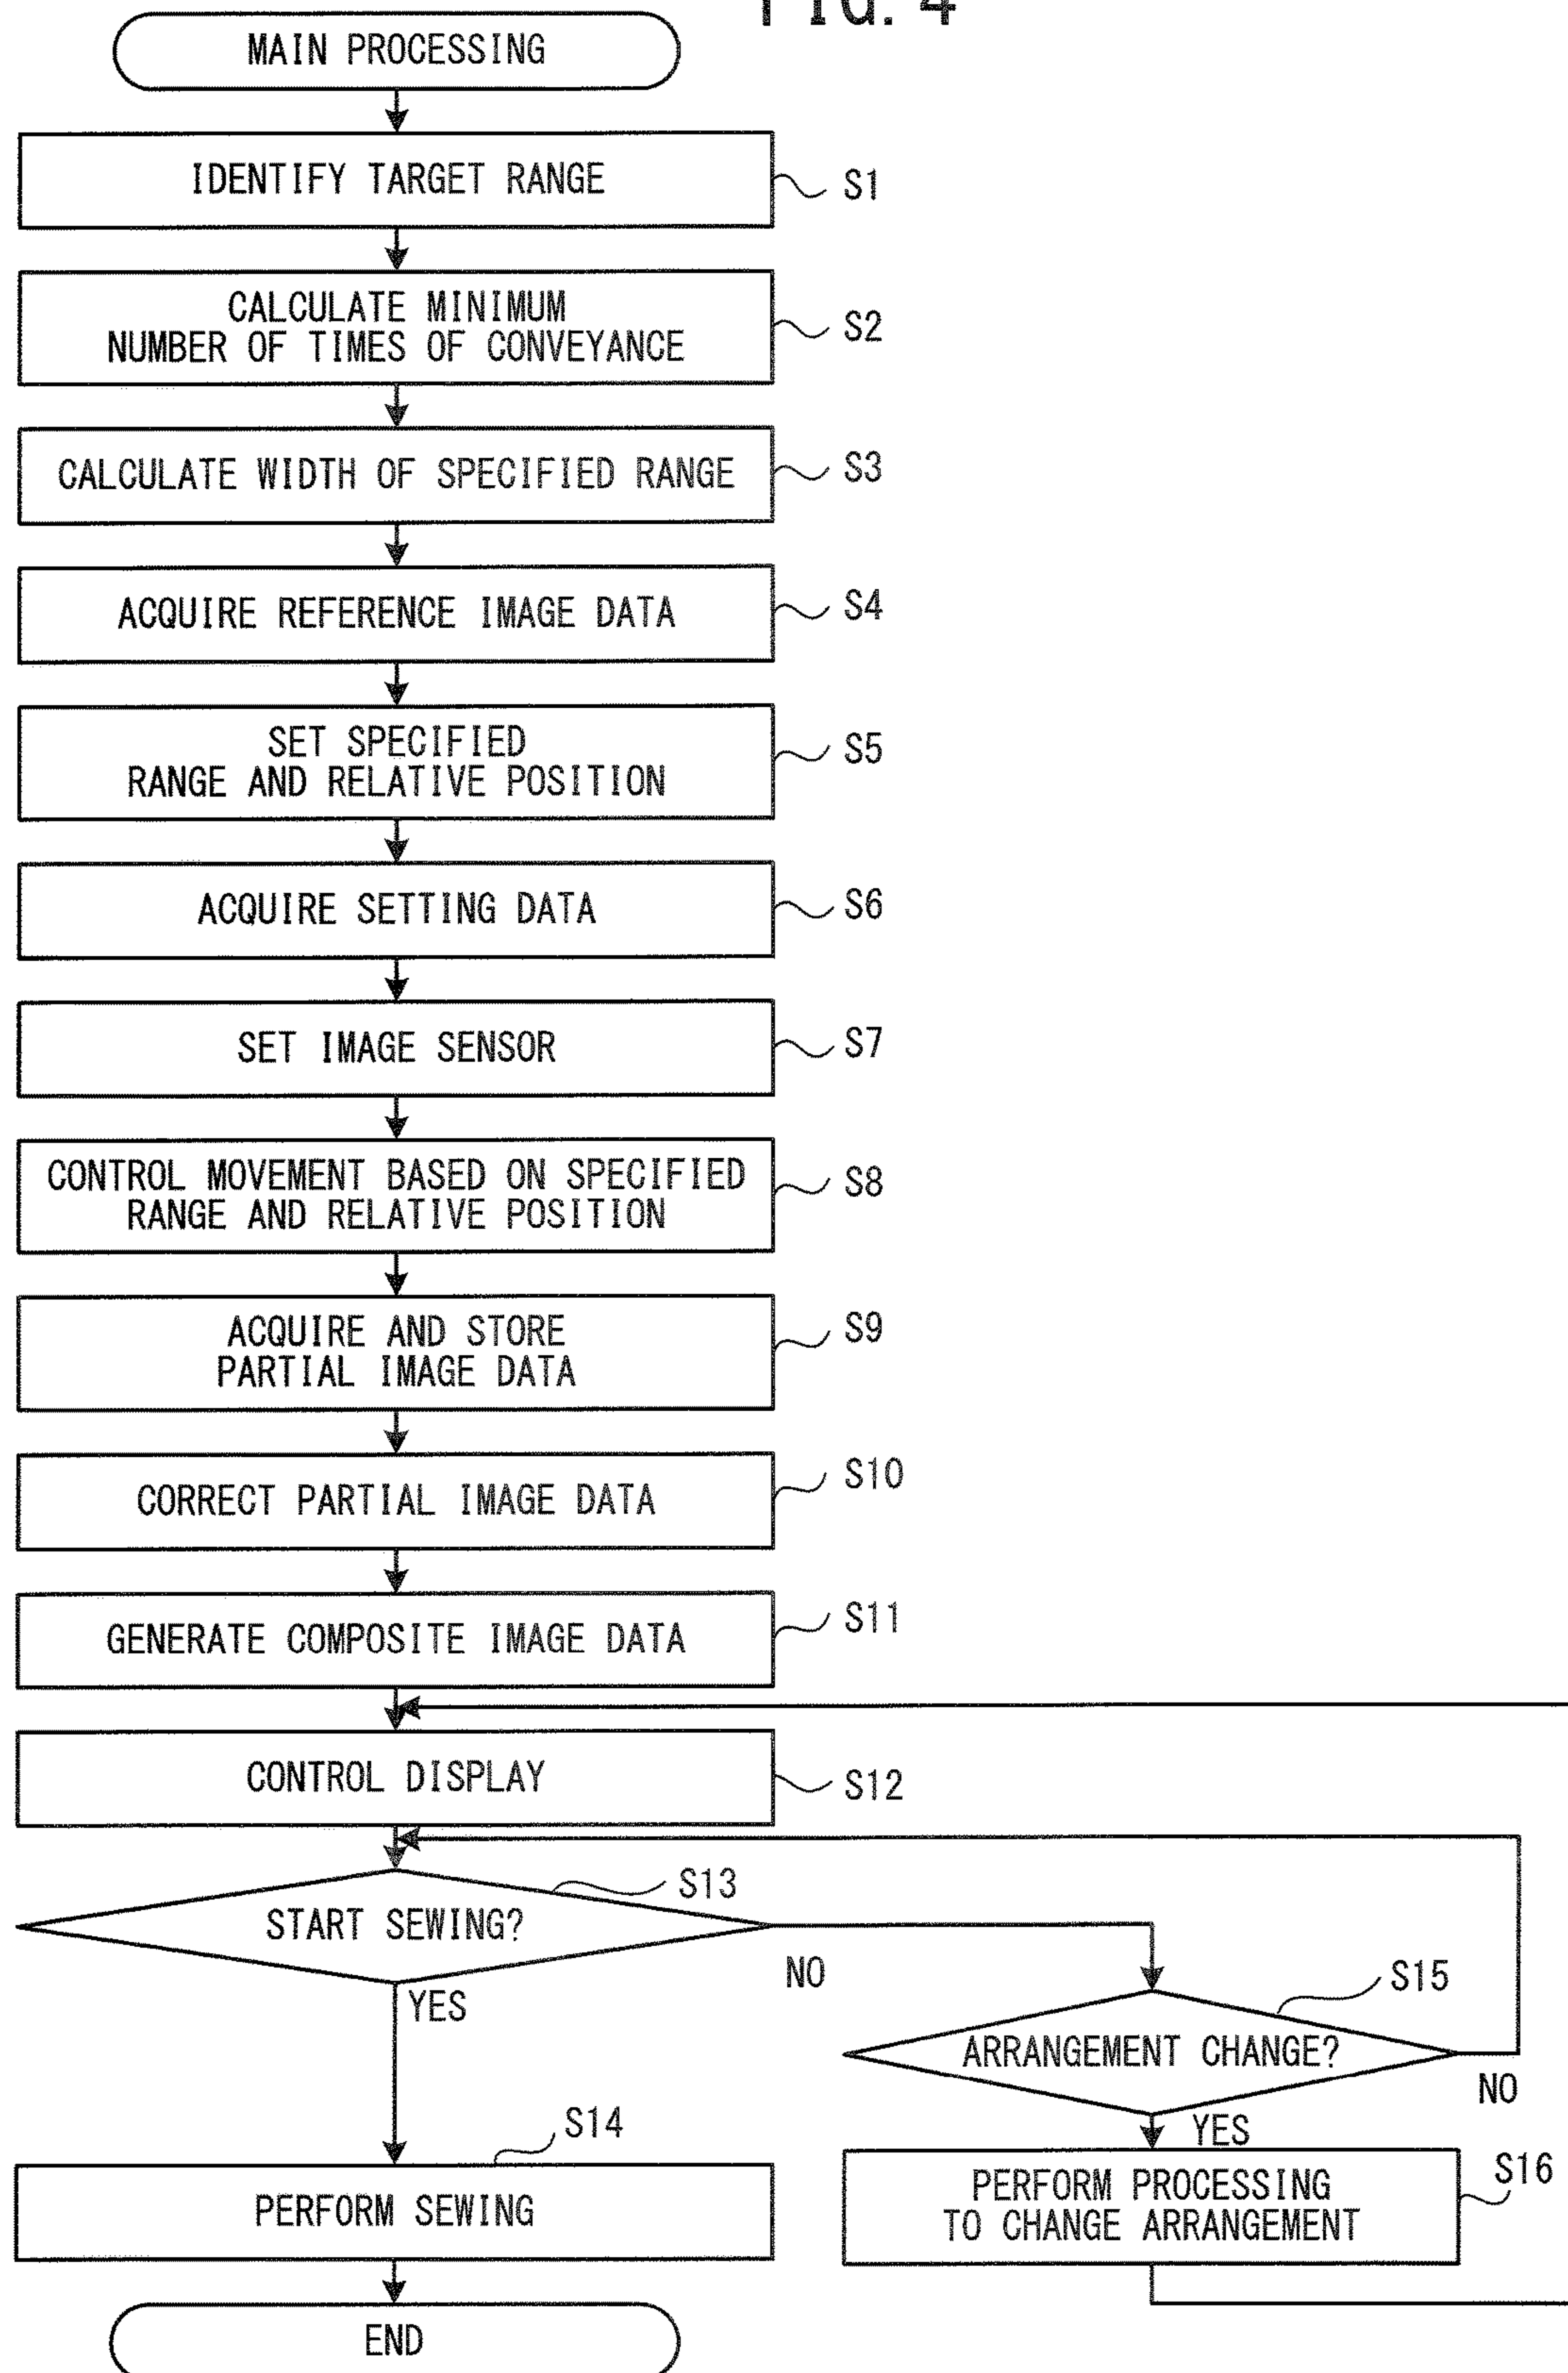 FIG. 4
MAIN PROCESSING
IDENTIFY TARGET RANGE
S1
CALCULATE MINIMUM
NUMBER OF TIMES OF CONVEYANCE
S2
CALCULATE WIDTH OF SPECIFIED RANGE
S3
ACQUIRE REFERENCE IMAGE DATA
S4
SET SPECIFIED
RANGE AND RELATIVE POSITION
S5
ACQUIRE SETTING DATA
S6
SET IMAGE SENSOR
S7
CONTROL MOVEMENT BASED ON SPECIFIED
RANGE AND RELATIVE POSITION
S8
ACQUIRE AND STORE
PARTIAL IMAGE DATA
S9
CORRECT PARTIAL IMAGE DATA
S10
GENERATE COMPOSITE IMAGE DATA
S11
CONTROL DISPLAY
S12
START SEWING?
S13
NO
YES
ARRANGEMENT CHANGE?
S15
NO
YES
PERFORM SEWING
S14
PERFORM PROCESSING
TO CHANGE ARRANGEMENT
S16
END